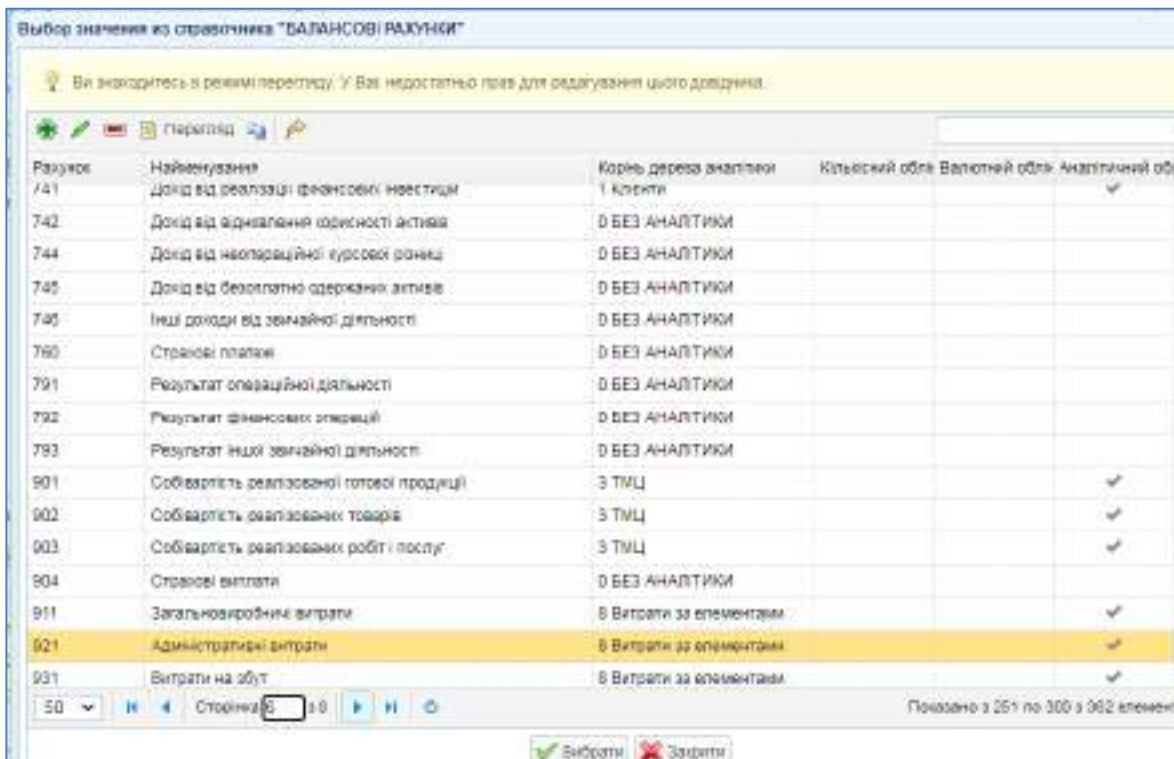 Выбор значения из справочника "БАЛАНСОВІ РАХУНКИ"
Ви знаходитесь в режимі перегляду. У Вас недостатньо прав для редагування цього довідника.
Перегляд
Рахунок Найменування Корінь дерева аналітики Кількісний облік Валютний облік Аналітичний об
741 Дохід від реалізації фінансових інвестицій 1 Клієнти
742 Дохід від відновлення корисності активів 0 БЕЗ АНАЛІТИКИ
744 Дохід від неопераційної курсової різниці 0 БЕЗ АНАЛІТИКИ
745 Дохід від безоплатно одержаних активів 0 БЕЗ АНАЛІТИКИ
746 Інші доходи від звичайної діяльності 0 БЕЗ АНАЛІТИКИ
760 Страхові платежі 0 БЕЗ АНАЛІТИКИ
791 Результат операційної діяльності 0 БЕЗ АНАЛІТИКИ
792 Результат фінансових операцій 0 БЕЗ АНАЛІТИКИ
793 Результат іншої звичайної діяльності 0 БЕЗ АНАЛІТИКИ
901 Собівартість реалізованої готової продукції 3 ТМЦ
902 Собівартість реалізованих товарів 3 ТМЦ
903 Собівартість реалізованих робіт і послуг 3 ТМЦ
904 Страхові виплати 0 БЕЗ АНАЛІТИКИ
911 Загальновиробничі витрати 8 Витрати за елементами
921 Адміністративні витрати 8 Витрати за елементами
931 Витрати на збут 8 Витрати за елементами
50 Сторінка 6 з 8 Показано з 251 по 300 з 362 елемент
Вибрати Закрити